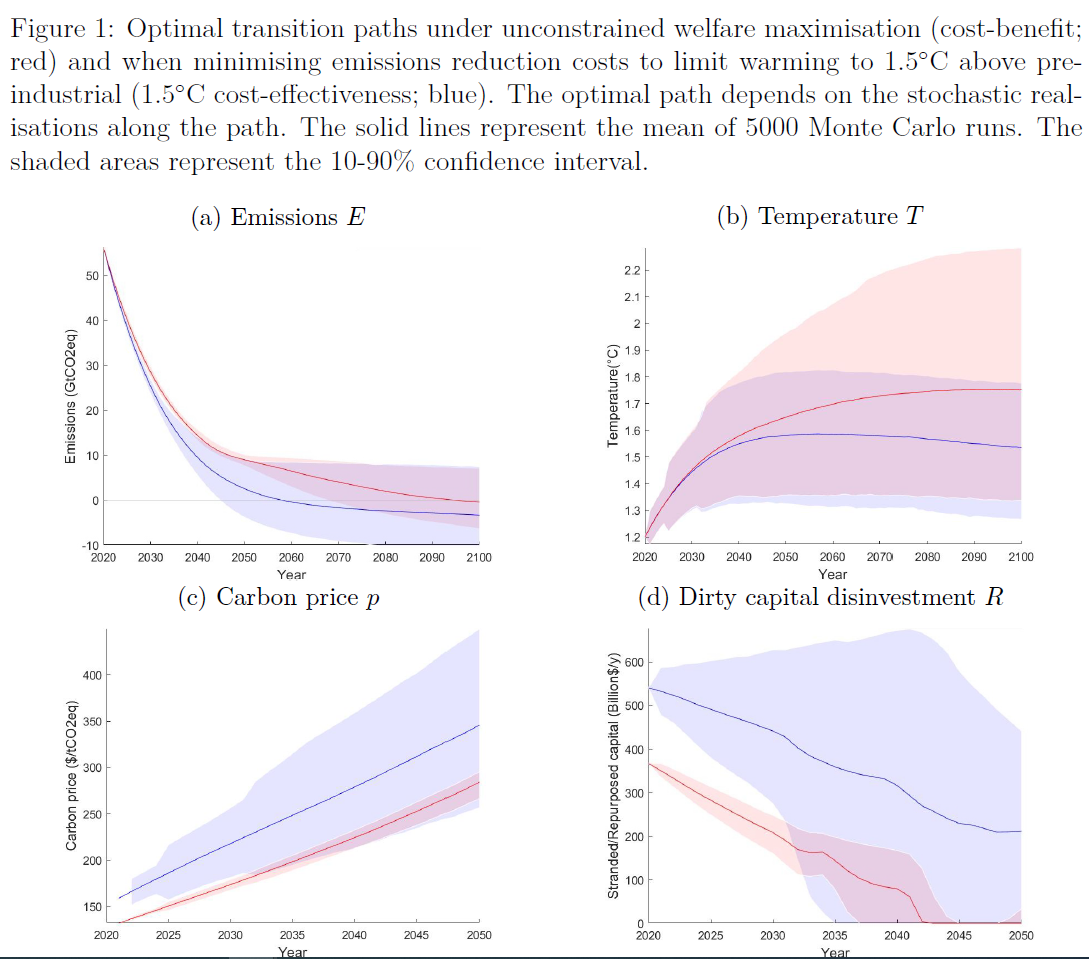 Figure 1: Optimal transition paths under unconstrained welfare maximisation (cost-benefit;
red) and when minimising emissions reduction costs to limit warming to 1.5°C above pre-
industrial (1.5°C cost-effectiveness; blue). The optimal path depends on the stochastic real-
isations along the path. The solid lines represent the mean of 5000 Monte Carlo runs. The
shaded areas represent the 10-90% confidence interval.
(a) Emissions E
Emissions (GtCO2eq)
50
40
30
20
10
0
-10
2020 2030 2040 2050 2060 2070 2080 2090 2100
Year
(b) Temperature T
Temperature(°C)
2.2
2.1
2
1.9
1.8
1.7
1.6
1.5
1.4
1.3
1.2
2020 2030 2040 2050 2060 2070 2080 2090 2100
Year
(c) Carbon price p
Carbon price ($/tCO2eq)
400
350
300
250
200
150
2020 2025 2030 2035 2040 2045 2050
Year
(d) Dirty capital disinvestment R
Stranded/Repurposed capital (Billion$/y)
600
500
400
300
200
100
0
2020 2025 2030 2035 2040 2045 2050
Year